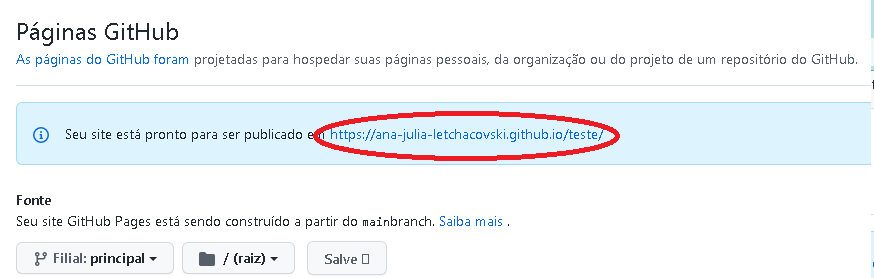 Páginas GitHub
As páginas do GitHub foram projetadas para hospedar suas páginas pessoais, da organização ou do projeto de um repositório do GitHub.
Seu site está pronto para ser publicado em https://ana-julia-letchacovski.github.io/teste/
Fonte
Seu site GitHub Pages está sendo construído a partir do mainbranch. Saiba mais .
Filial: principal
/ (raiz)
Salve